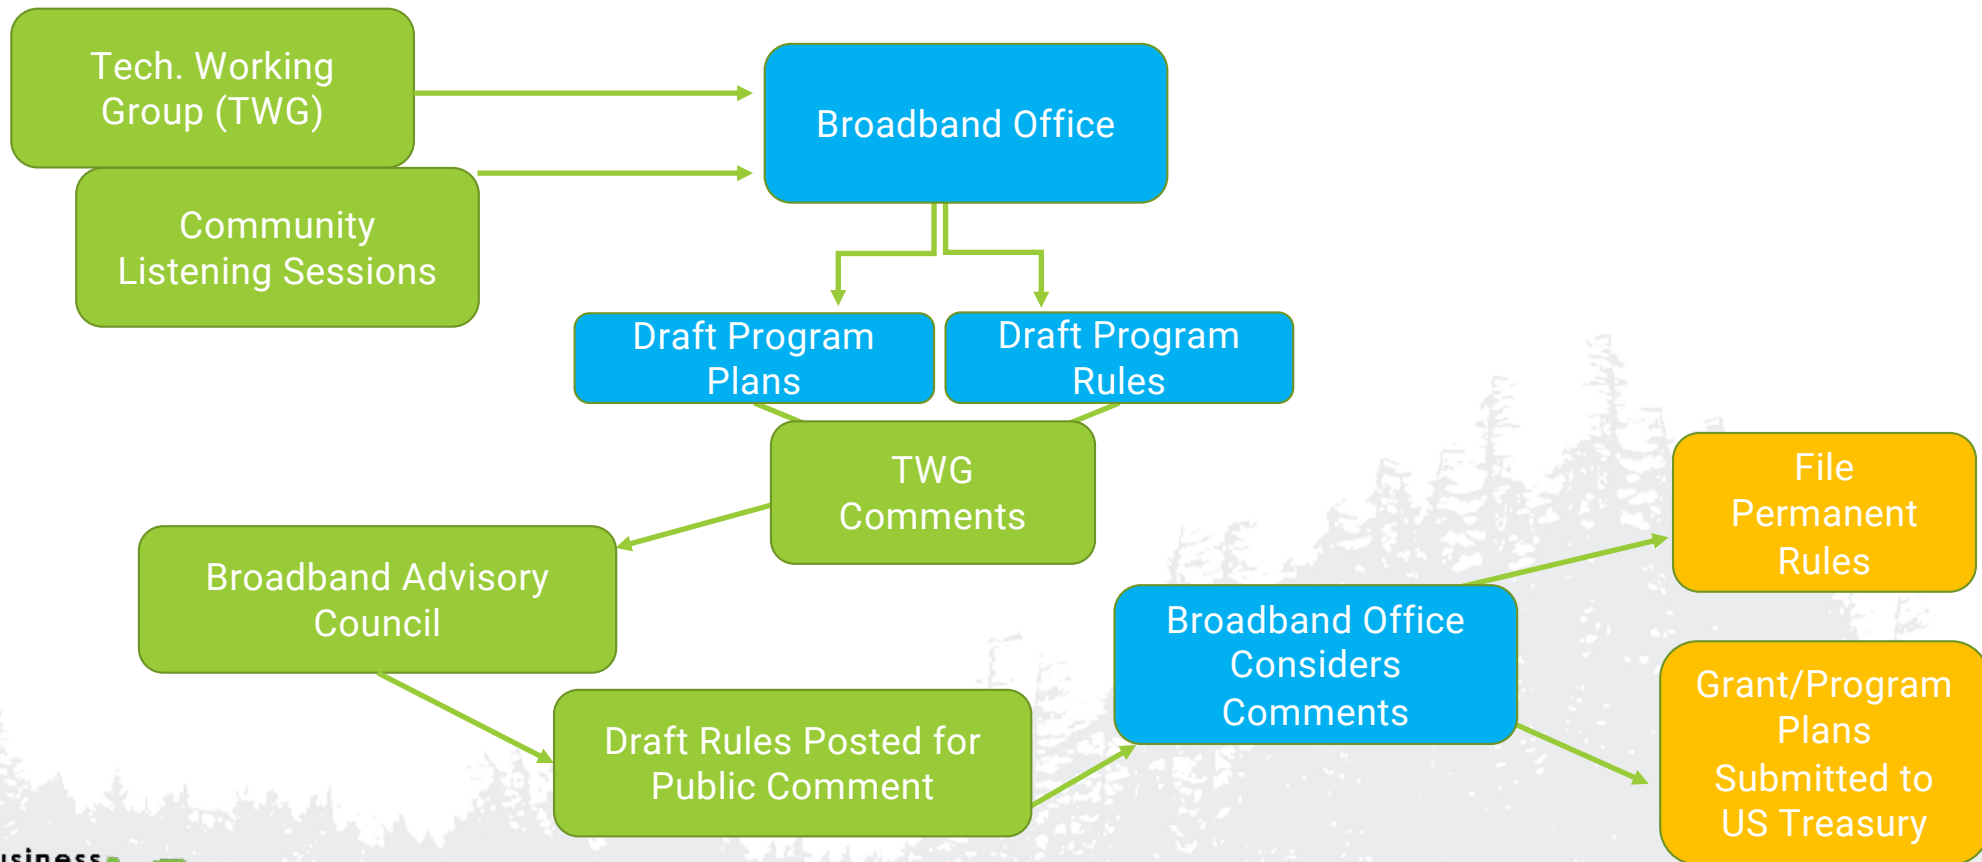 Tech. Working
Group (TWG)
Community
Listening Sessions
Broadband Office
Draft Program
Plans
Draft Program
Rules
TWG
Comments
Broadband Advisory
Council
Draft Rules Posted for
Public Comment
Broadband Office
Considers
Comments
File
Permanent
Rules
Grant/Program
Plans
Submitted to
US Treasury